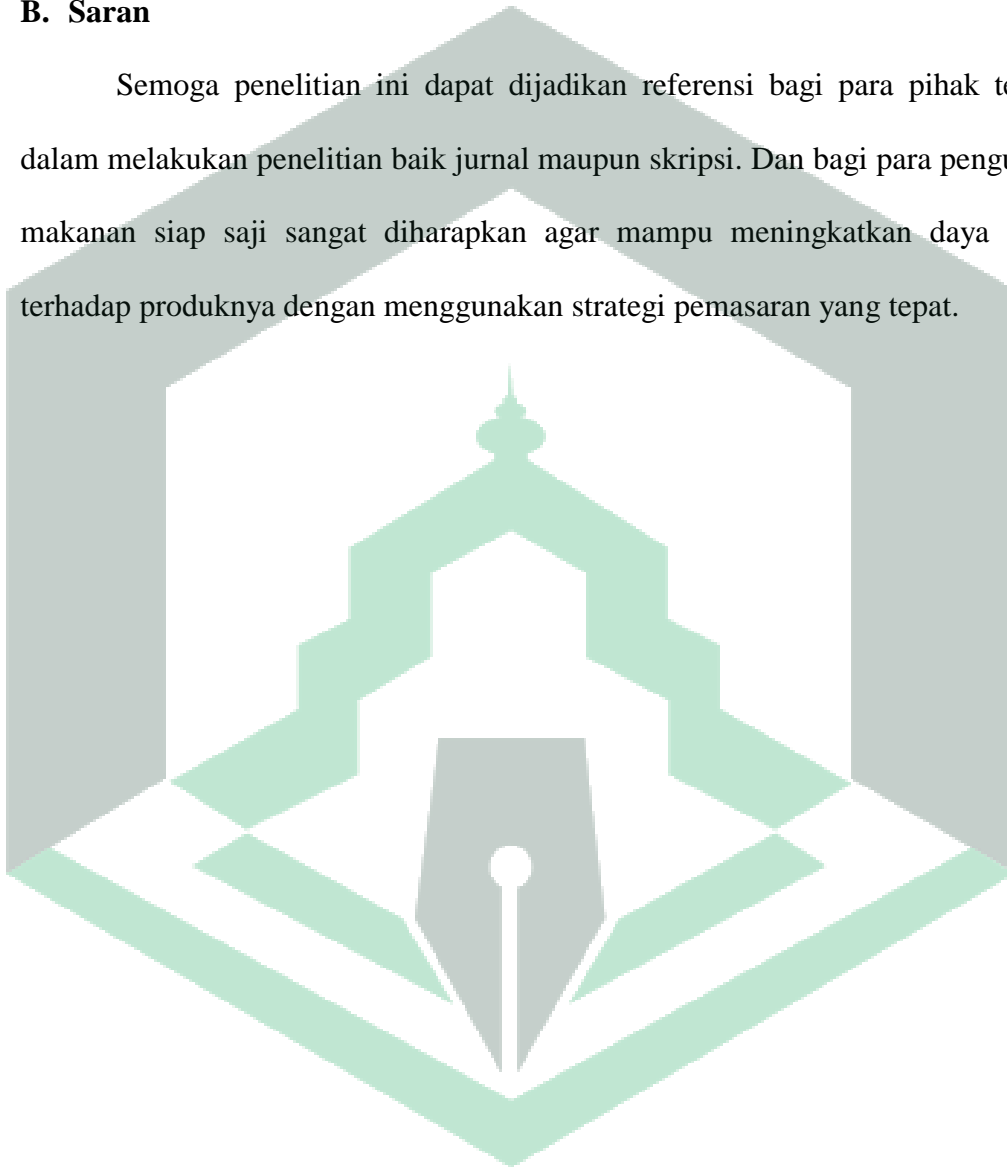 B. Saran
Semoga penelitian ini dapat dijadikan referensi bagi para pihak
dalam melakukan penelitian baik jurnal maupun skripsi. Dan bagi para
makanan siap saji sangat diharapkan agar mampu meningkatkan daya
terhadap produknya dengan menggunakan strategi pemasaran yang tepat.